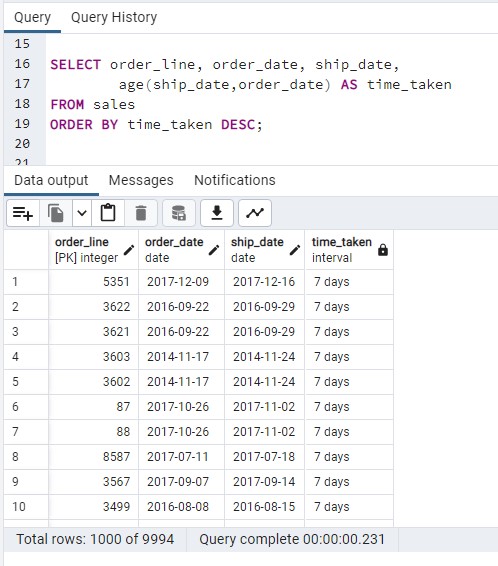 Query Query History
15
16 SELECT order_line, order_date, ship_date,
17 age(ship_date,order_date) AS time_taken
18 FROM sales
19 ORDER BY time_taken DESC;
20
21
Data output Messages Notifications
order_line order_date ship_date time_taken
[PK] integer date date interval
1 5351 2017-12-09 2017-12-16 7 days
2 3622 2016-09-22 2016-09-29 7 days
3 3621 2016-09-22 2016-09-29 7 days
4 3603 2014-11-17 2014-11-24 7 days
5 3602 2014-11-17 2014-11-24 7 days
6 87 2017-10-26 2017-11-02 7 days
7 88 2017-10-26 2017-11-02 7 days
8 8587 2017-07-11 2017-07-18 7 days
9 3567 2017-09-07 2017-09-14 7 days
10 3499 2016-08-08 2016-08-15 7 days
Total rows: 1000 of 9994 Query complete 00:00:00.231